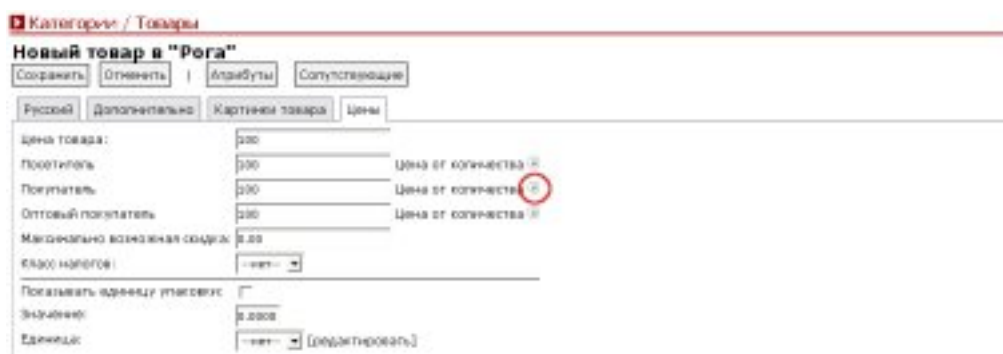 Категории / Товары
Новый товар в "Рога"
Сохранить Отменить | Атрибуты Сопутствующие
Русский Дополнительно Картинки товара Цены
Цена товара: 100
Посетитель 100 Цена от количества
Покупатель 100 Цена от количества
Оптовый покупатель 100 Цена от количества
Максимально возможная скидка: 0.00
Класс налогов: --нет--
Показывать единицу упаковки:
Значение: 0.0000
Единица: --нет-- [редактировать]